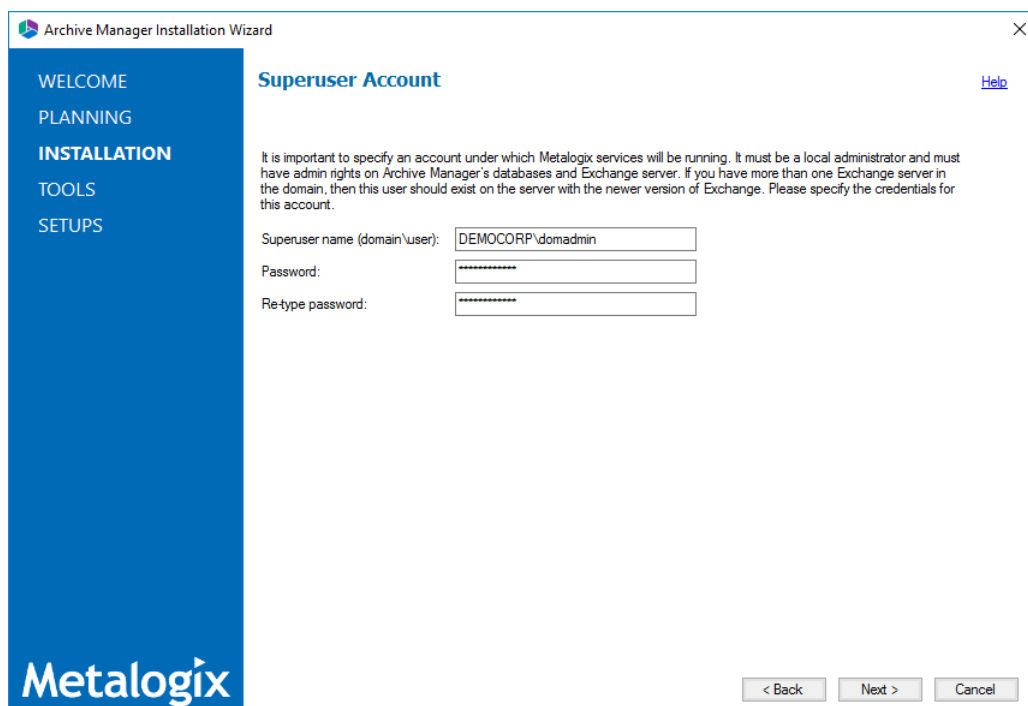 Archive Manager Installation Wizard
WELCOME
PLANNING
INSTALLATION
TOOLS
SETUPS
Superuser Account
Help
It is important to specify an account under which Metalogix services will be running. It must be a local administrator and must
have admin rights on Archive Manager's databases and Exchange server. If you have more than one Exchange server in
the domain, then this user should exist on the server with the newer version of Exchange. Please specify the credentials for
this account.
Superuser name (domain\user): DEMOCORP\domadmin
Password: ************
Re-type password: ************
Metalogix
< Back Next > Cancel